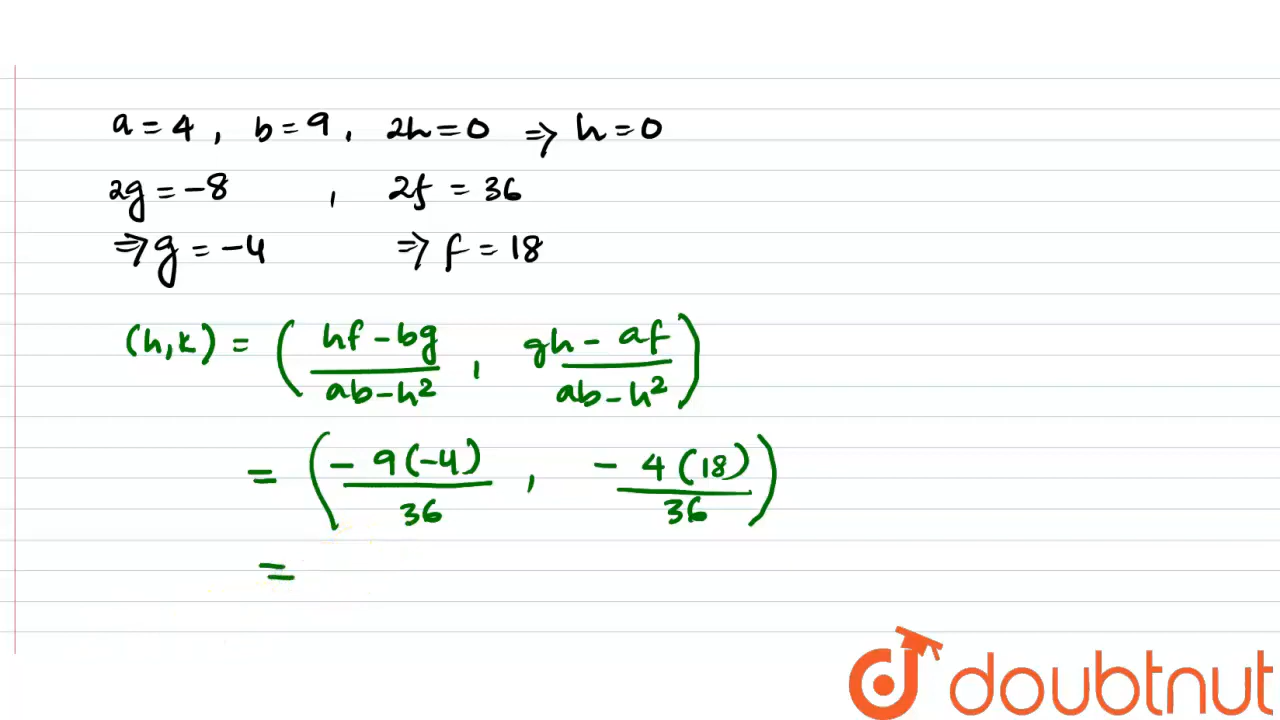 a = 4 , b = 9 , 2h = 0 ⇒ h = 0
2g = -8 , 2f = 36
⇒ g = -4 ⇒ f = 18
(h,k) = ( hf - bg / ab - h² , gh - af / ab - h² )
= ( - 9(-4) / 36 , - 4(18) / 36 )
=
doubtnut